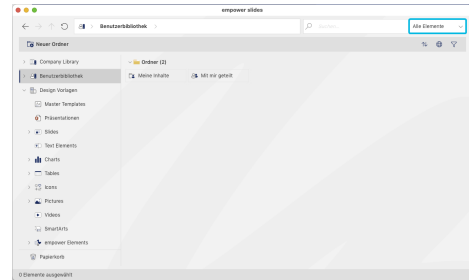 empower slides
Benutzerbibliothek
Suchen
Alle Elemente
Neuer Ordner
Company Library
Benutzerbibliothek
Design Vorlagen
Master Templates
Präsentationen
Slides
Text Elements
Charts
Tables
Icons
Pictures
Videos
SmartArts
empower Elements
Papierkorb
Ordner (2)
Meine Inhalte
Mit mir geteilt
0 Elemente ausgewählt